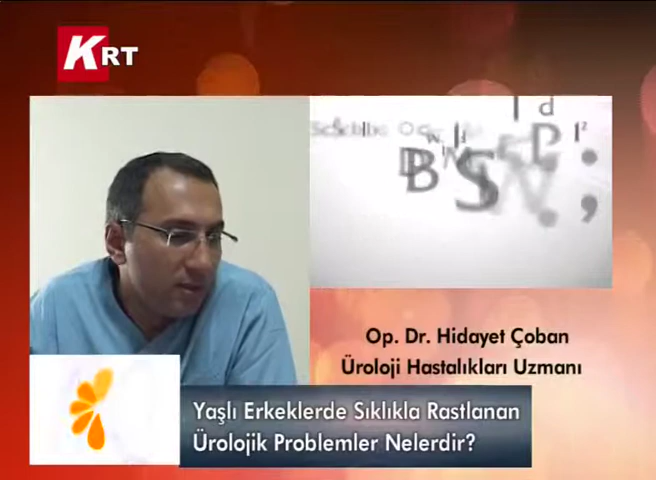 KRT
Op. Dr. Hidayet Çoban
Üroloji Hastalıkları Uzmanı
Yaşlı Erkeklerde Sıklıkla Rastlanan
Ürolojik Problemler Nelerdir?